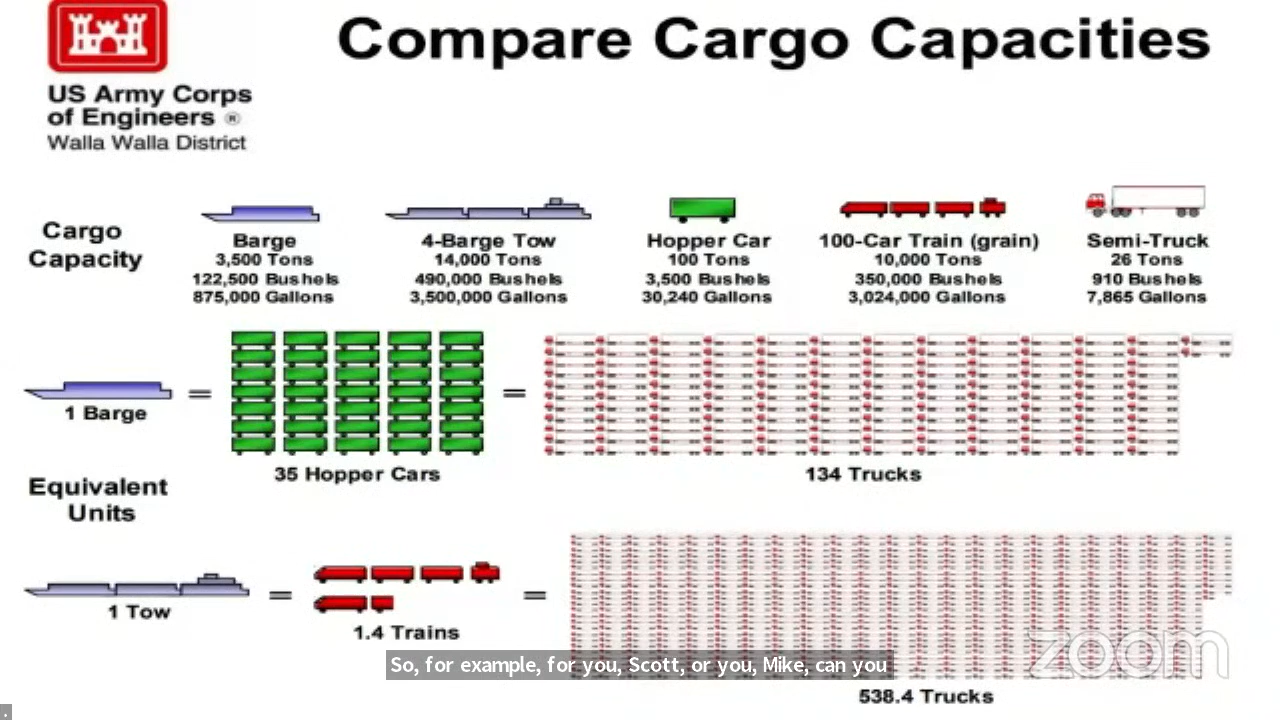 Compare Cargo Capacities
US Army Corps
of Engineers ®
Walla Walla District
Cargo
Capacity
Barge
3,500 Tons
122,500 Bushels
875,000 Gallons
4-Barge Tow
14,000 Tons
490,000 Bushels
3,500,000 Gallons
Hopper Car
100 Tons
3,500 Bushels
30,240 Gallons
100-Car Train (grain)
10,000 Tons
350,000 Bushels
3,024,000 Gallons
Semi-Truck
26 Tons
910 Bushels
7,865 Gallons
1 Barge
=
35 Hopper Cars
=
134 Trucks
Equivalent
Units
1 Tow
=
1.4 Trains
=
538.4 Trucks
zoom
So, for example, for you, Scott, or you, Mike, can you
.